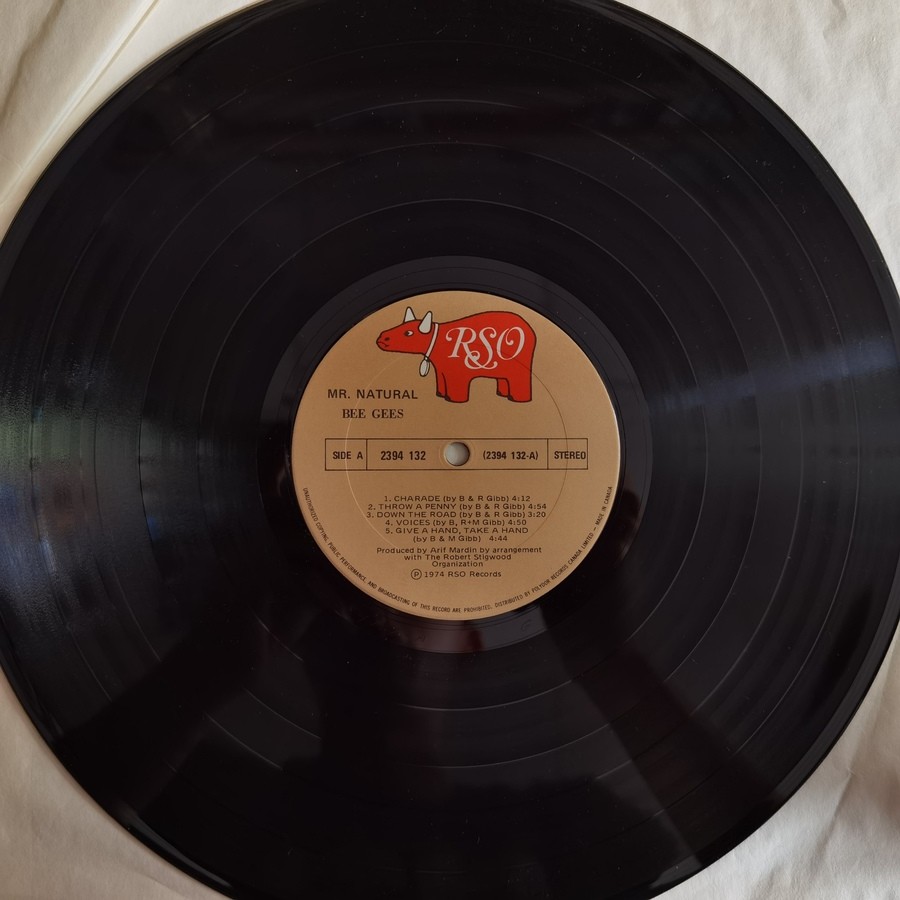 RSO
MR. NATURAL
BEE GEES
SIDE A 2394 132 (2394 132-A) STEREO
1. CHARADE (by B & R Gibb) 4:12
2. THROW A PENNY (by B & R Gibb) 4:54
3. DOWN THE ROAD (by B & R Gibb) 3:20
4. VOICES (by B, R+M Gibb) 4:50
5. GIVE A HAND, TAKE A HAND
(by B & M Gibb) 4:44
Produced by Arif Mardin by arrangement
with The Robert Stigwood
Organization
Ⓟ 1974 RSO Records
UNAUTHORIZED COPYING, PUBLIC PERFORMANCE, AND BROADCASTING OF THIS RECORD ARE PROHIBITED. DISTRIBUTED BY POLYDOR RECORDS CANADA LIMITED — MADE IN CANADA